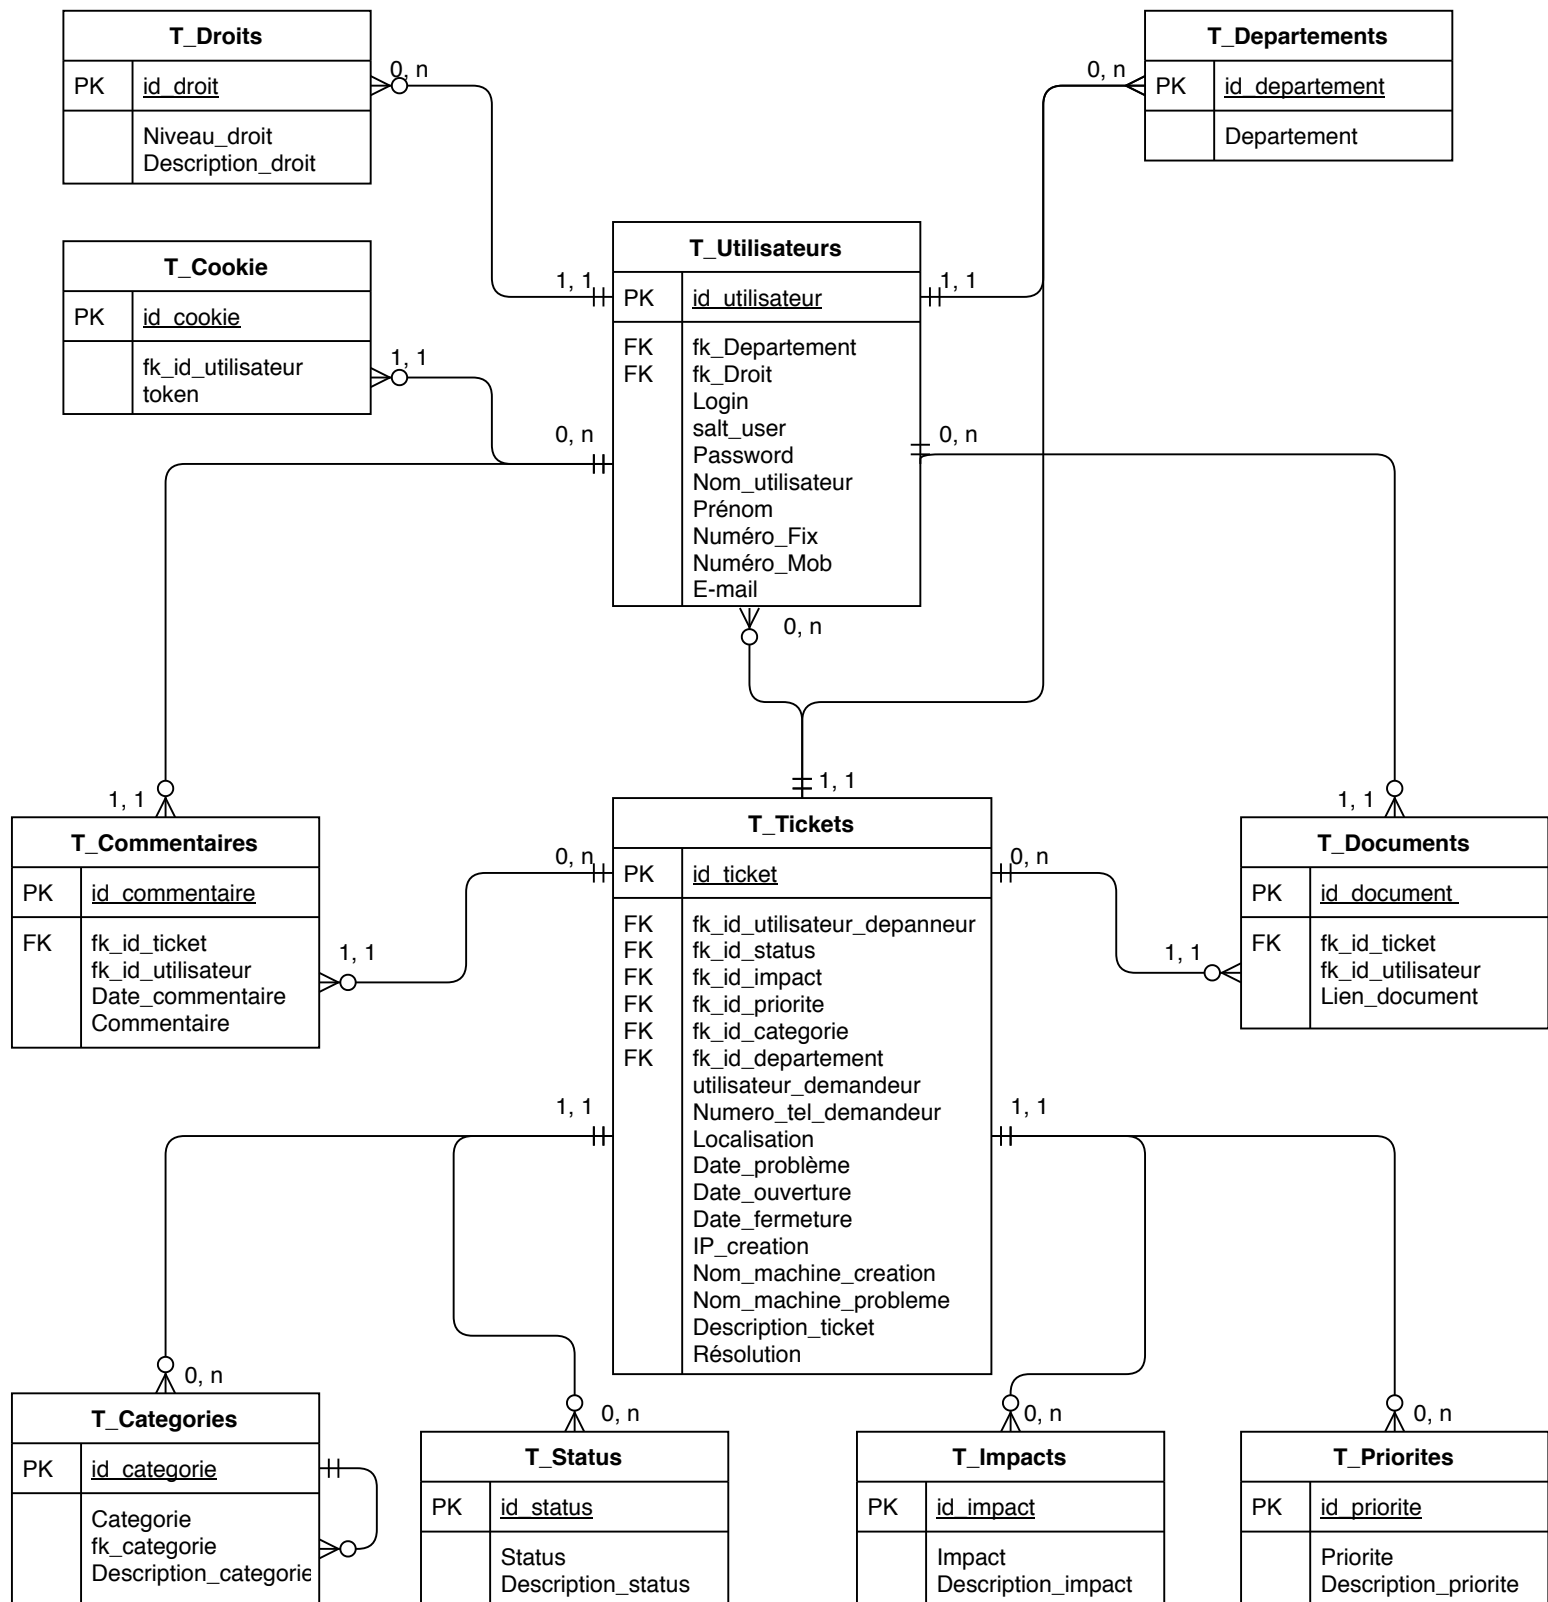 T_Droits
PK id_droit
Niveau_droit
Description_droit
0, n
T_Departements
PK id_departement
Departement
0, n
T_Cookie
PK id_cookie
fk_id_utilisateur
token
1, 1
T_Utilisateurs
PK id_utilisateur
FK fk_Departement
FK fk_Droit
Login
salt_user
Password
Nom_utilisateur
Prénom
Numéro_Fix
Numéro_Mob
E-mail
1, 1
1, 1
0, n
0, n
0, n
1, 1
1, 1
1, 1
T_Commentaires
PK id_commentaire
FK fk_id_ticket
fk_id_utilisateur
Date_commentaire
Commentaire
1, 1
0, n
T_Tickets
PK id_ticket
FK fk_id_utilisateur_depanneur
FK fk_id_status
FK fk_id_impact
FK fk_id_priorite
FK fk_id_categorie
FK fk_id_departement
utilisateur_demandeur
Numero_tel_demandeur
Localisation
Date_problème
Date_ouverture
Date_fermeture
IP_creation
Nom_machine_creation
Nom_machine_probleme
Description_ticket
Résolution
0, n
1, 1
T_Documents
PK id_document
FK fk_id_ticket
fk_id_utilisateur
Lien_document
1, 1
1, 1
0, n
0, n
0, n
0, n
T_Categories
PK id_categorie
Categorie
fk_categorie
Description_categorie
T_Status
PK id_status
Status
Description_status
T_Impacts
PK id_impact
Impact
Description_impact
T_Priorites
PK id_priorite
Priorite
Description_priorite